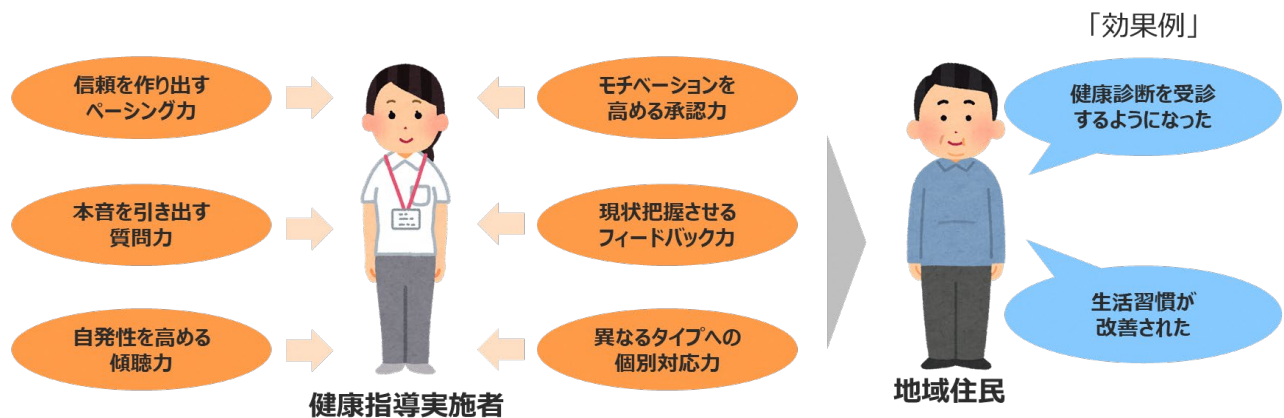 「効果例」
信頼を作り出す
ペーシング力
モチベーションを
高める承認力
健康診断を受診
するようになった
本音を引き出す
質問力
現状把握させる
フィードバック力
自発性を高める
傾聴力
異なるタイプへの
個別対応力
生活習慣が
改善された
健康指導実施者
地域住民